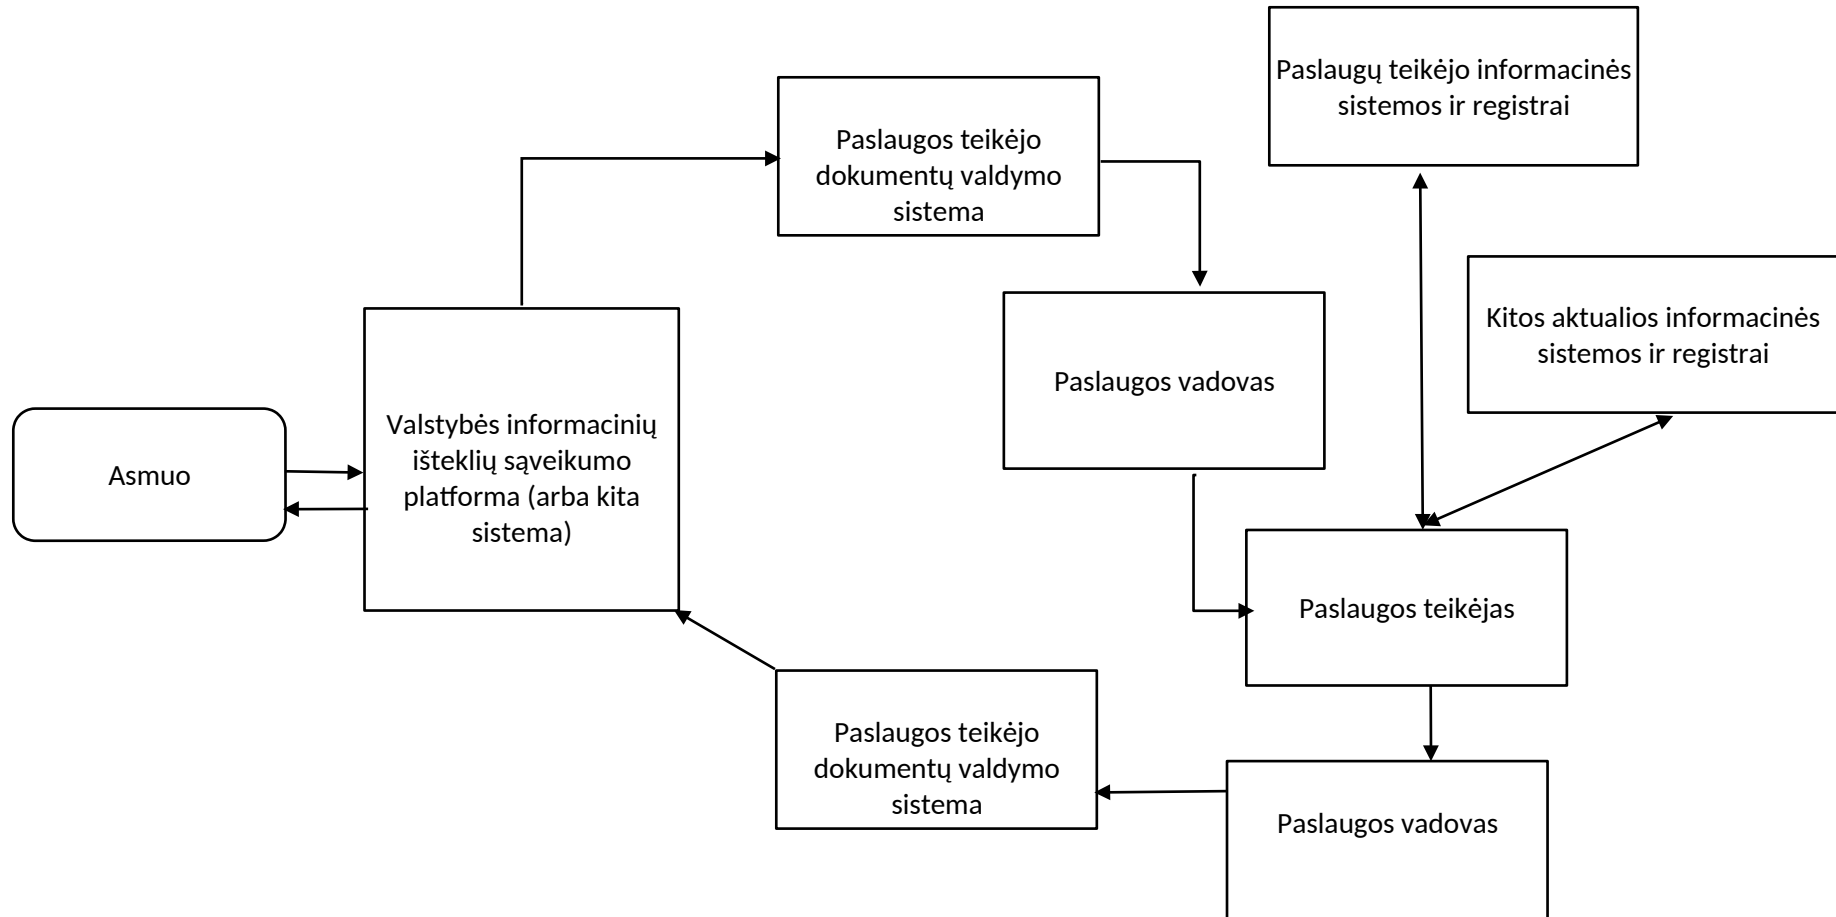 Paslaugų teikėjo informacinės
sistemos ir registrai
Paslaugos teikėjo
dokumentų valdymo
sistema
Kitos aktualios informacinės
sistemos ir registrai
Paslaugos vadovas
Valstybės informacinių
išteklių sąveikumo
platforma (arba kita
sistema)
Asmuo
Paslaugos teikėjas
Paslaugos teikėjo
dokumentų valdymo
sistema
Paslaugos vadovas